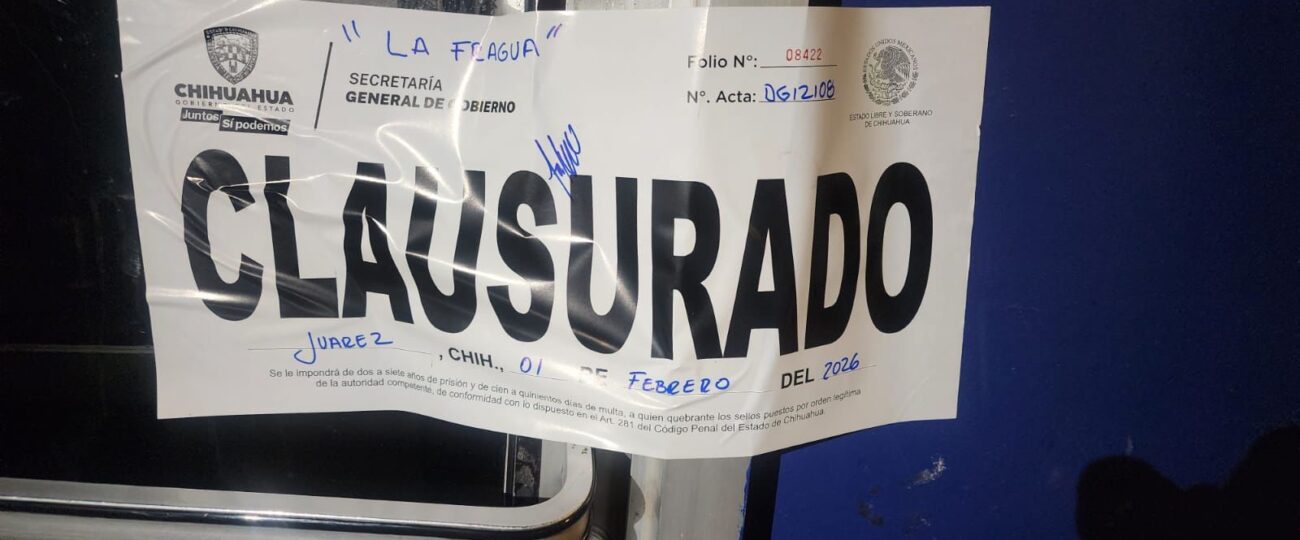 " LA FRAGUA "
CHIHUAHUA
GOBIERNO DEL ESTADO
Juntos Sí podemos
SECRETARÍA
GENERAL DE GOBIERNO
Folio N°: 08422
N°. Acta: DG12108
ESTADOS UNIDOS MEXICANOS
ESTADO LIBRE Y SOBERANO
DE CHIHUAHUA
CLAUSURADO
JUAREZ, CHIH., 01 DE FEBRERO DEL 2026
Se le impondrá de dos a siete años de prisión y de cien a quinientos días de multa, a quien quebrante los sellos puestos por orden legítima
de la autoridad competente, de conformidad con lo dispuesto en el Art. 281 del Código Penal del Estado de Chihuahua.